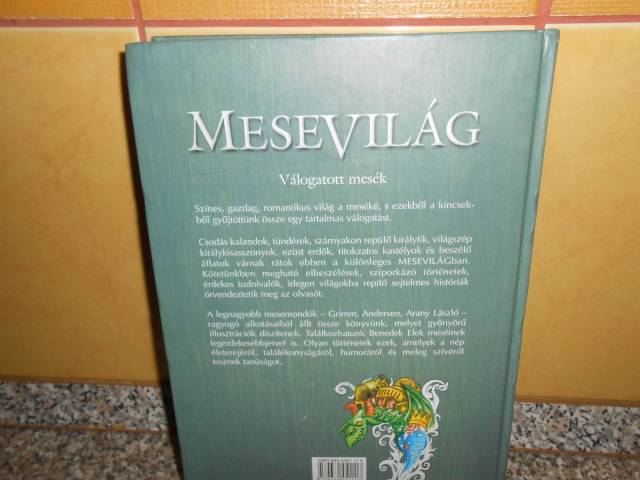 MESEVILÁG
Válogatott mesék
Színes, gazdag, romantikus világ a meséké, s ezekből a kincsek-
ből gyűjtöttünk össze egy tartalmas válogatást.
Csodás kalandok, tündérek, szárnyakon repülő királyfik, világszép
királykisasszonyok, ezüst erdők, titokzatos kastélyok és beszélő
állatok várnak rátok ebben a különleges MESEVILÁGban.
Kötetünkben megható elbeszélések, sziporkázó történetek,
érdekes tudnivalók, idegen világokba repítő sejtelmes históriák
örvendeztetik meg az olvasót.
A legnagyobb mesemondók – Grimm, Andersen, Arany László –
ragyogó alkotásaiból állt össze könyvünk, melyet gyönyörű
illusztrációk díszítenek. Találkozhatunk Benedek Elek meséinek
legérdekesebbjeivel is. Olyan történetek ezek, amelyek a nép
életerejéről, találékonyságáról, humoráról és meleg szívéről
tesznek tanúságot.